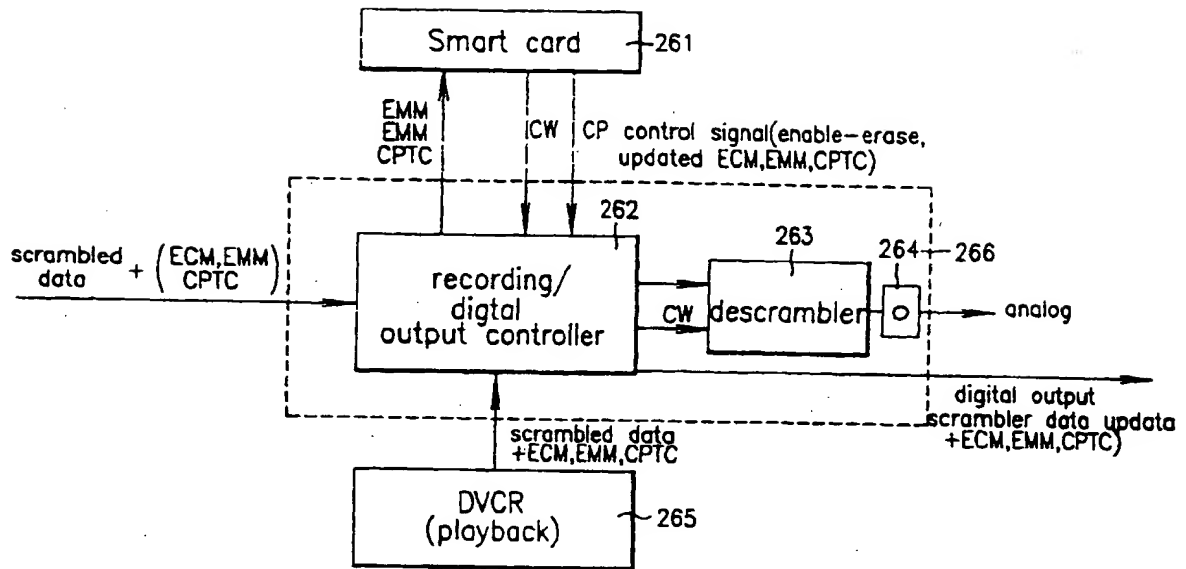 Smart card
261
EMM
EMM
CPTC
CW
CP control signal(enable-erase,
updated ECM,EMM,CPTC)
262
263
264
266
scrambled
data
+ (ECM,EMM)
CPTC
recording/
digtal
output controller
CW
descrambler
analog
digital output
scrambler data updata
+ECM,EMM,CPTC)
scrambled data
+ECM,EMM,CPTC
DVCR
(playback)
265